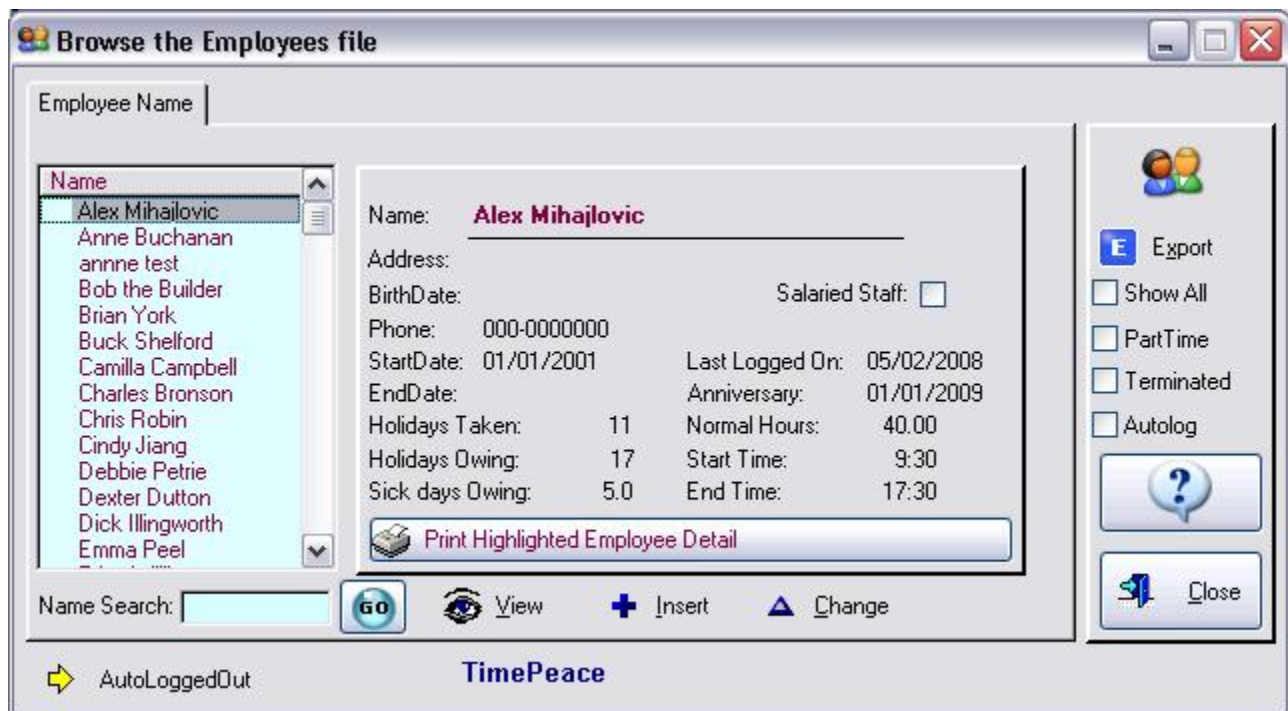 Browse the Employees file
Employee Name
Name
Alex Mihajlovic
Anne Buchanan
annne test
Bob the Builder
Brian York
Buck Shelford
Camilla Campbell
Charles Bronson
Chris Robin
Cindy Jiang
Debbie Petrie
Dexter Dutton
Dick Illingworth
Emma Peel
Name: Alex Mihajlovic
Address:
BirthDate: Salaried Staff:
Phone: 000-0000000
StartDate: 01/01/2001 Last Logged On: 05/02/2008
EndDate: Anniversary: 01/01/2009
Holidays Taken: 11 Normal Hours: 40.00
Holidays Owing: 17 Start Time: 9:30
Sick days Owing: 5.0 End Time: 17:30
Print Highlighted Employee Detail
Name Search: GO View Insert Change
E Export
Show All
PartTime
Terminated
Autolog
?
Close
AutoLoggedOut TimePeace